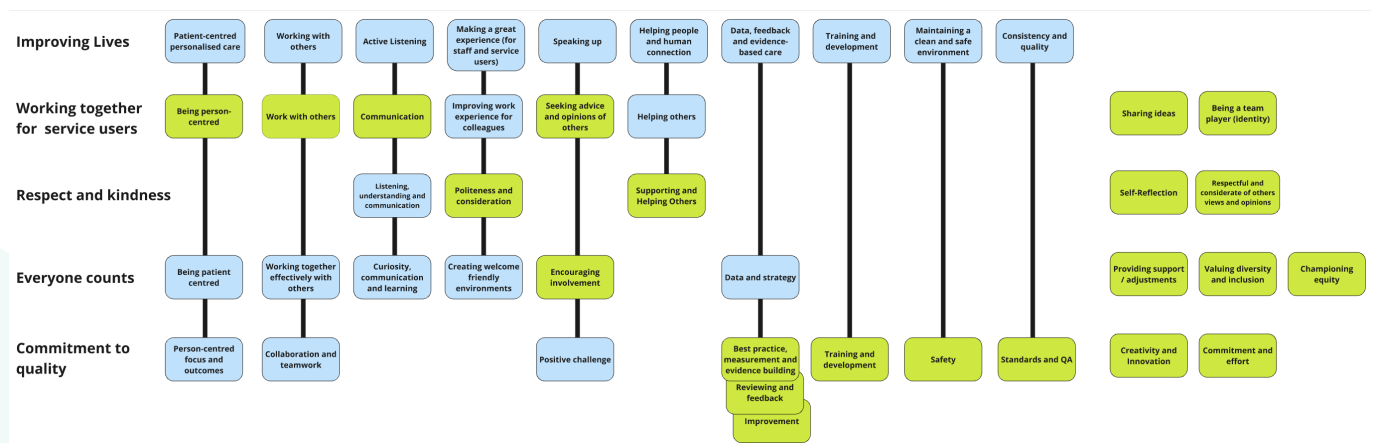 Improving Lives
Patient-centred
personalised care
Working with
others
Active Listening
Making a great
experience (for
staff and service
users)
Speaking up
Helping people
and human
connection
Data, feedback
and evidence-
based care
Training and
development
Maintaining a
clean and safe
environment
Consistency and
quality
Working together
for service users
Being person-
centred
Work with others
Communication
Improving work
experience for
colleagues
Seeking advice
and opinions of
others
Helping others
Sharing ideas
Being a team
player (identity)
Respect and kindness
Listening,
understanding and
communication
Politeness and
consideration
Supporting and
Helping Others
Self-Reflection
Respectful and
considerate of others
views and opinions
Everyone counts
Being patient
centred
Working together
effectively with
others
Curiosity,
communication
and learning
Creating welcome
friendly
environments
Encouraging
involvement
Data and strategy
Providing support
/ adjustments
Valuing diversity
and inclusion
Championing
equity
Commitment to
quality
Person-centred
focus and
outcomes
Collaboration and
teamwork
Positive challenge
Best practice,
measurement and
evidence building
Reviewing and
feedback
Improvement
Training and
development
Safety
Standards and QA
Creativity and
Innovation
Commitment and
effort